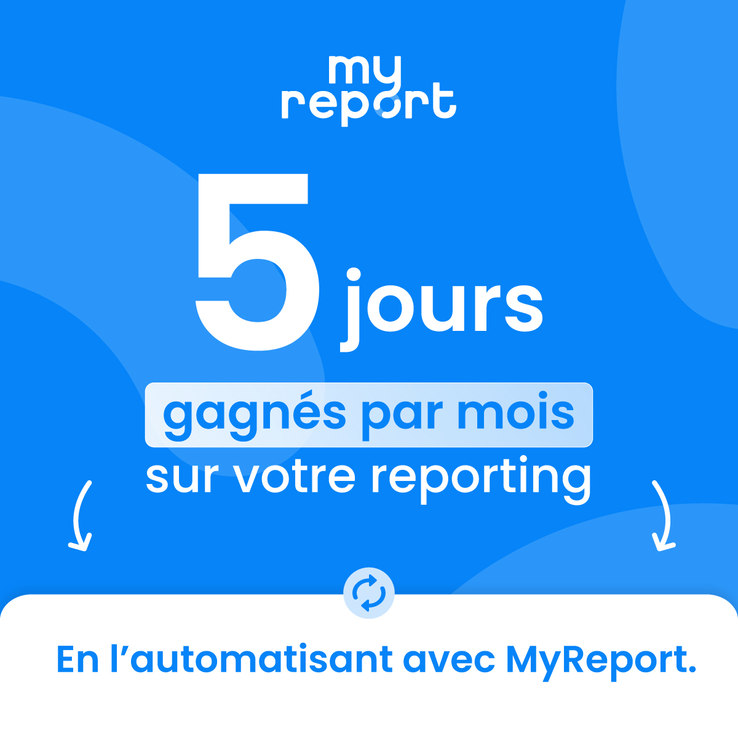 my
report
5 jours
gagnés par mois
sur votre reporting
En l’automatisant avec MyReport.